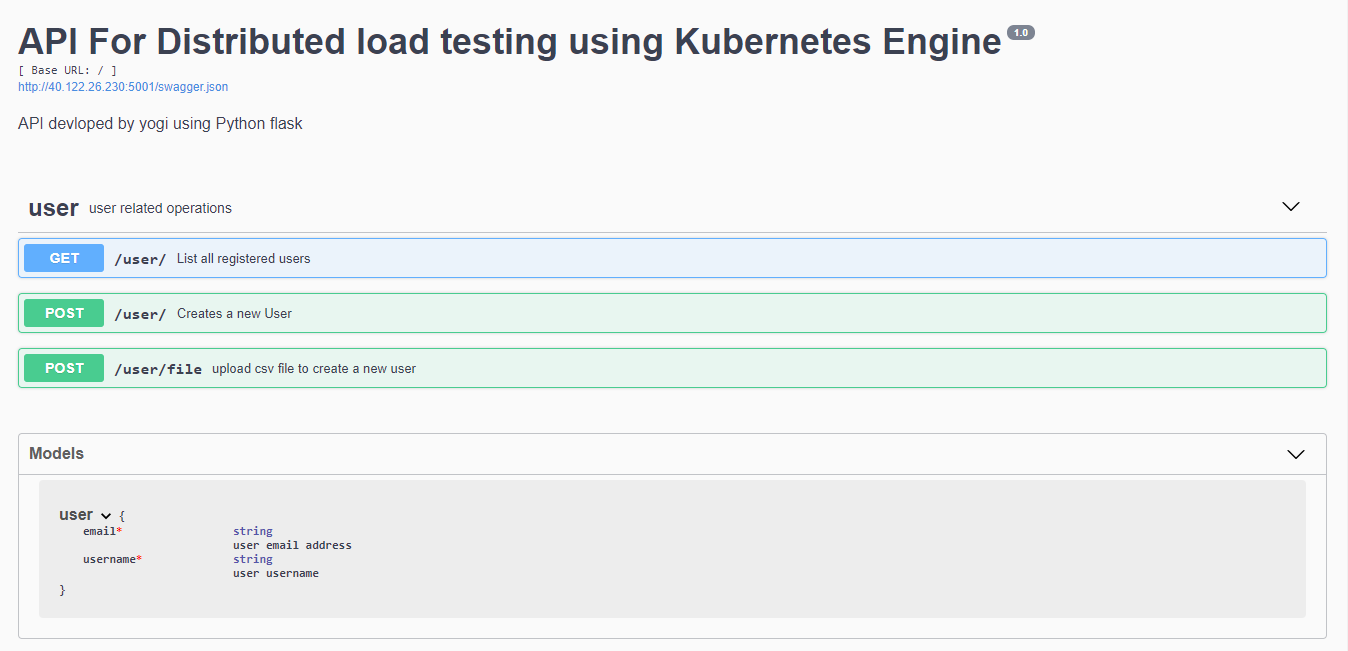 API For Distributed load testing using Kubernetes Engine 1.0
[ Base URL: / ]
http://40.122.26.230:5001/swagger.json
API devloped by yogi using Python flask
user user related operations
GET /user/ List all registered users
POST /user/ Creates a new User
POST /user/file upload csv file to create a new user
Models
user {
email* string
user email address
username* string
user username
}